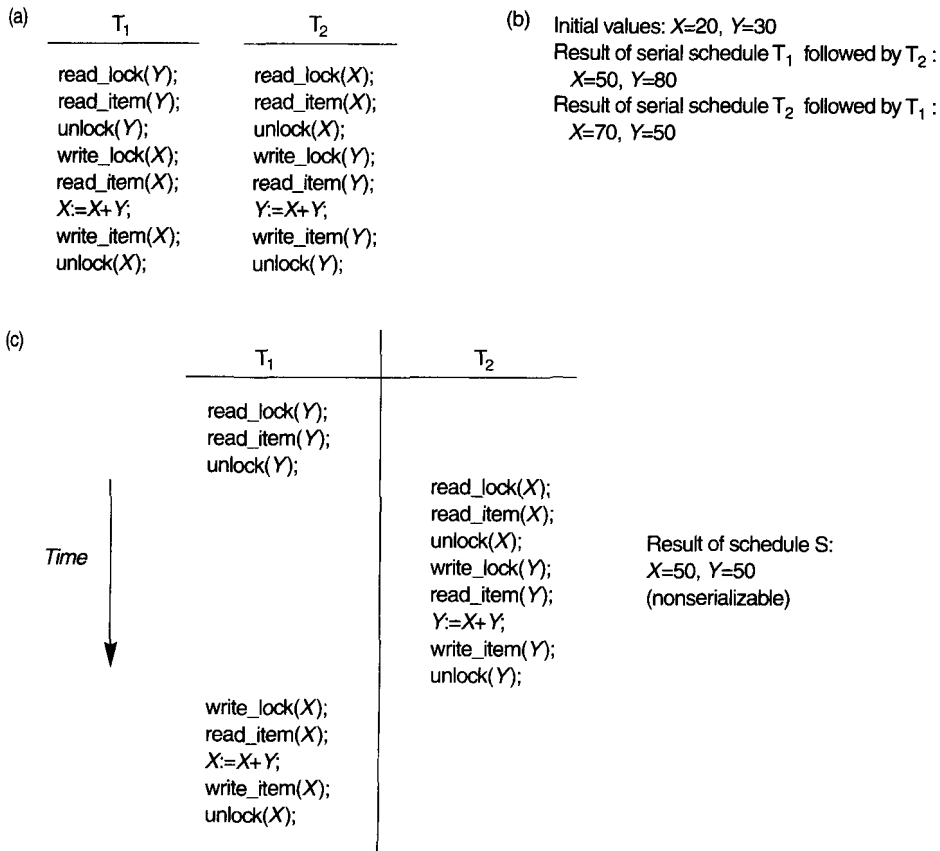 (a)
T1
read_lock(Y);
read_item(Y);
unlock(Y);
write_lock(X);
read_item(X);
X:=X+Y;
write_item(X);
unlock(X);
T2
read_lock(X);
read_item(X);
unlock(X);
write_lock(Y);
read_item(Y);
Y:=X+Y;
write_item(Y);
unlock(Y);
(b)
Initial values: X=20, Y=30
Result of serial schedule T1 followed by T2 :
X=50, Y=80
Result of serial schedule T2 followed by T1 :
X=70, Y=50
(c)
T1
T2
read_lock(Y);
read_item(Y);
unlock(Y);
read_lock(X);
read_item(X);
unlock(X);
write_lock(Y);
read_item(Y);
Y:=X+Y;
write_item(Y);
unlock(Y);
write_lock(X);
read_item(X);
X:=X+Y;
write_item(X);
unlock(X);
Time
Result of schedule S:
X=50, Y=50
(nonserializable)